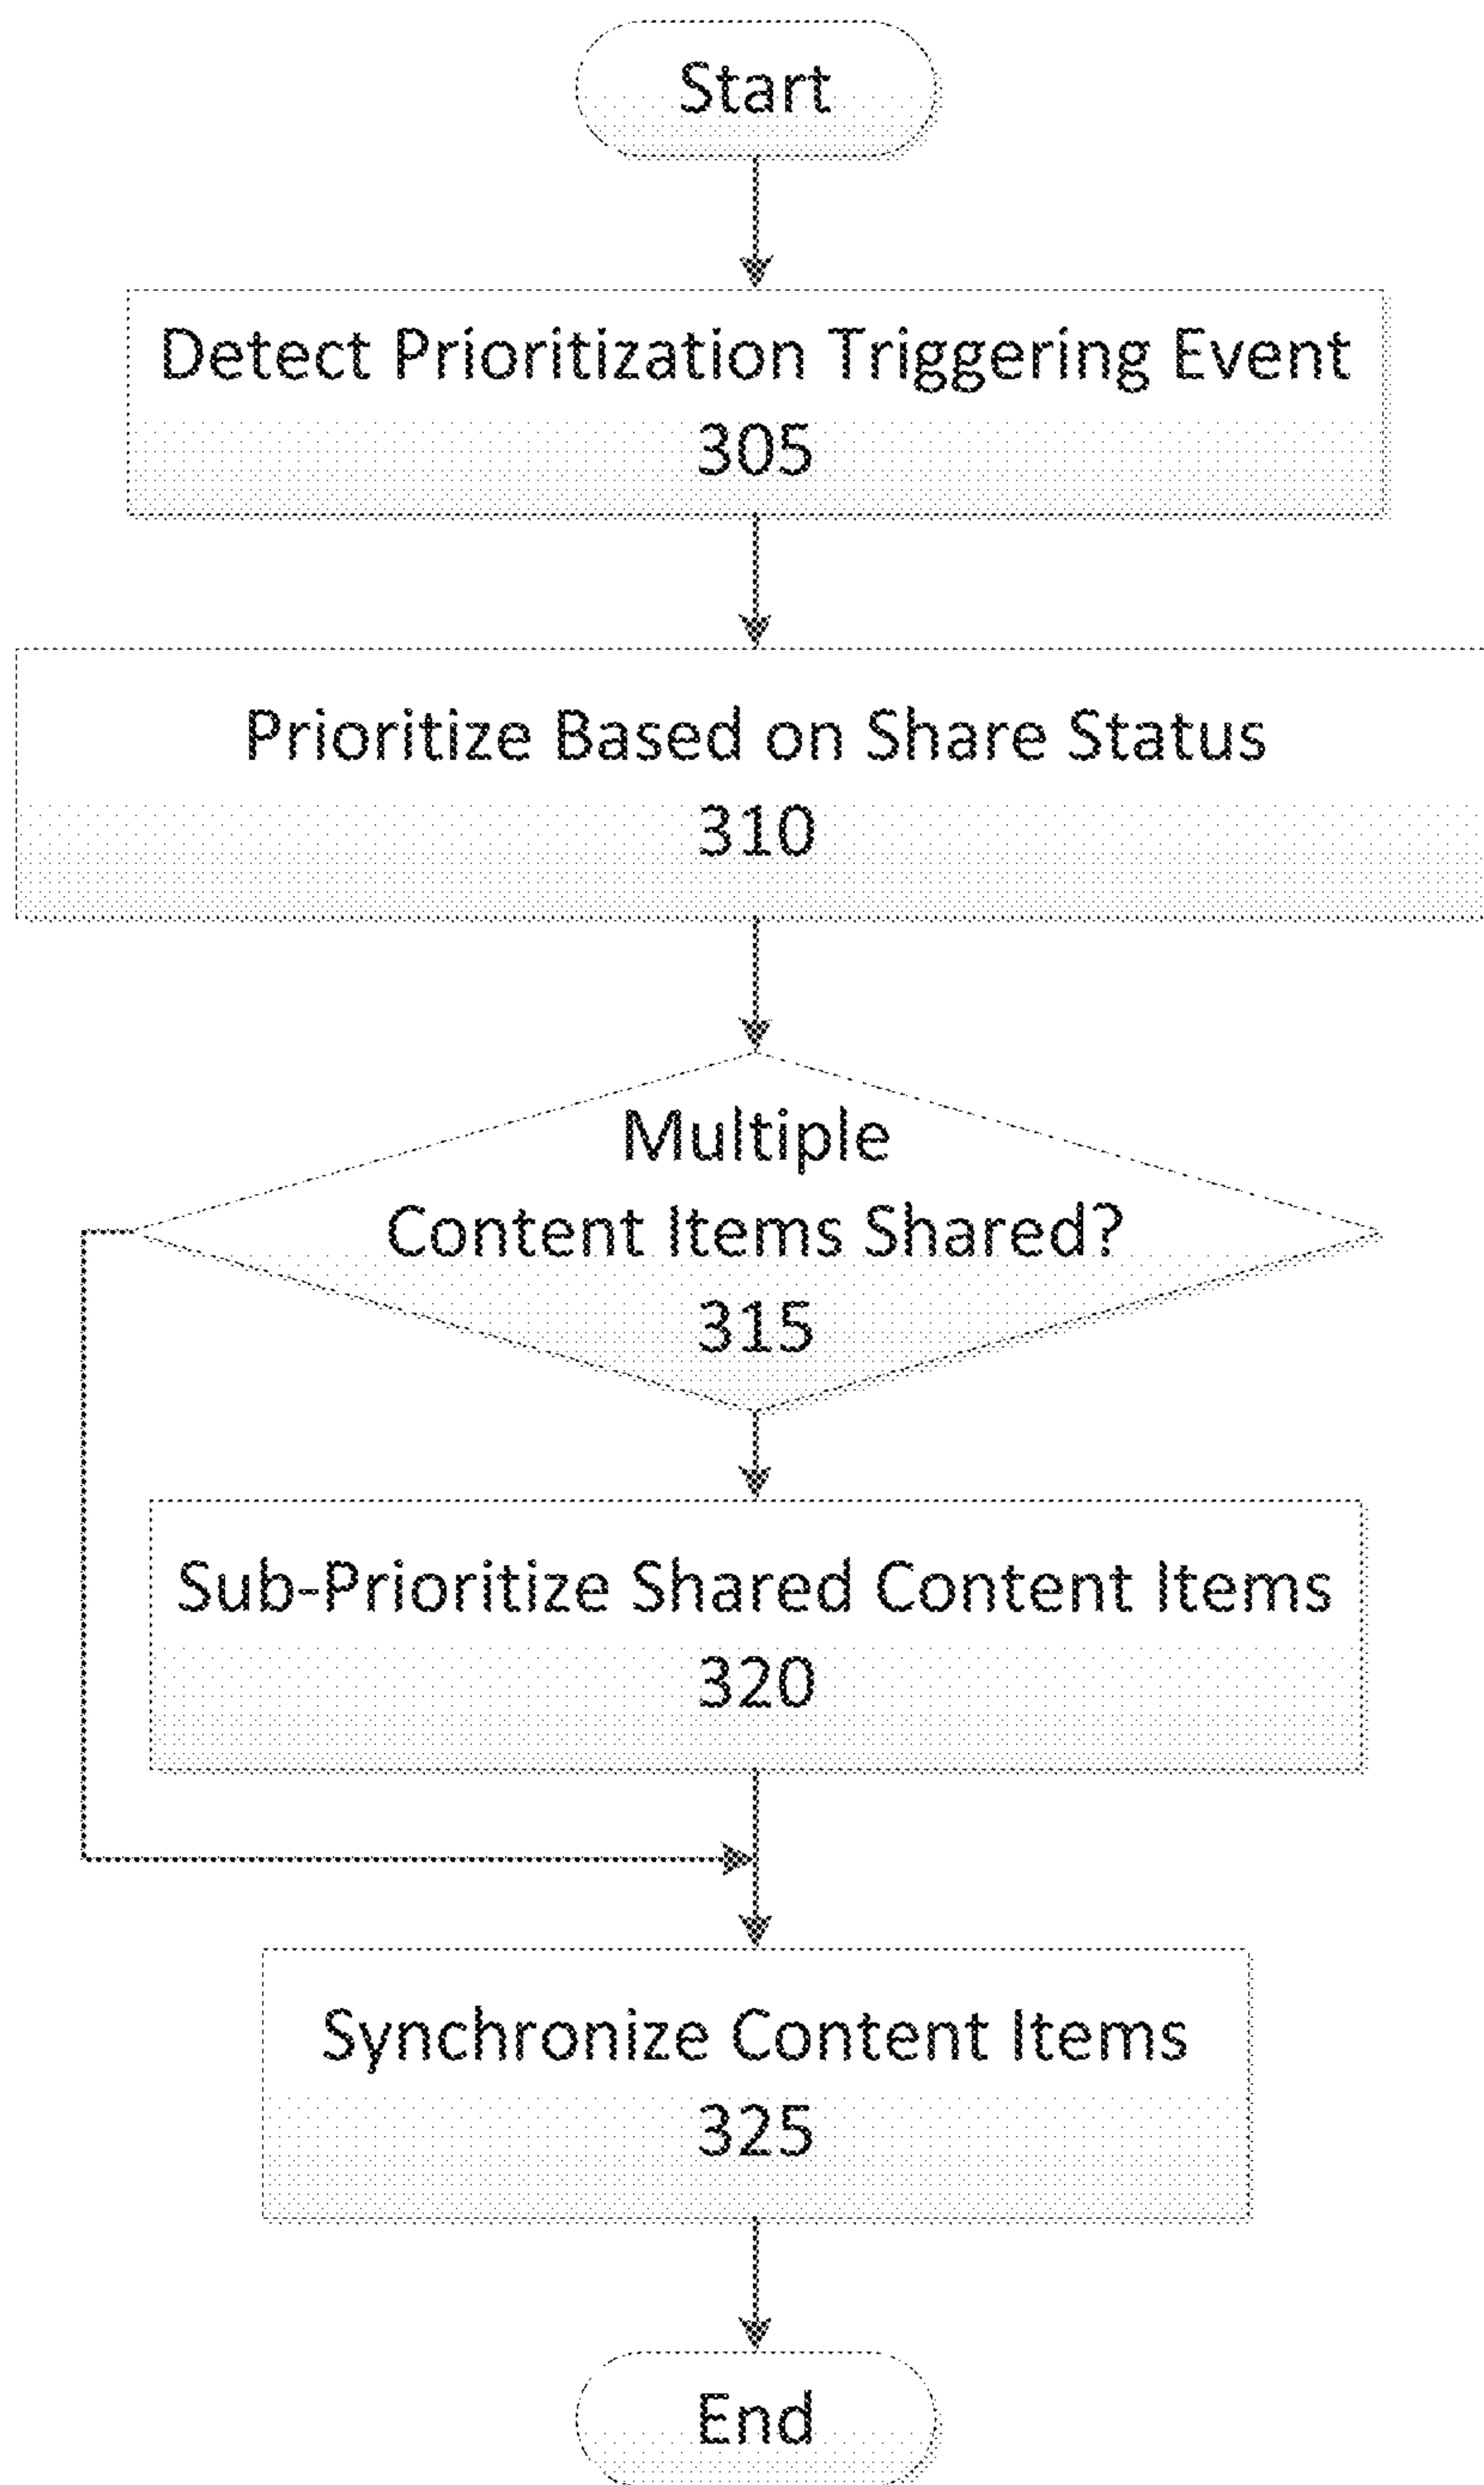 Start
Detect Prioritization Triggering Event
305
Prioritize Based on Share Status
310
Multiple
Content Items Shared?
315
Sub-Prioritize Shared Content Items
320
Synchronize Content Items
325
End